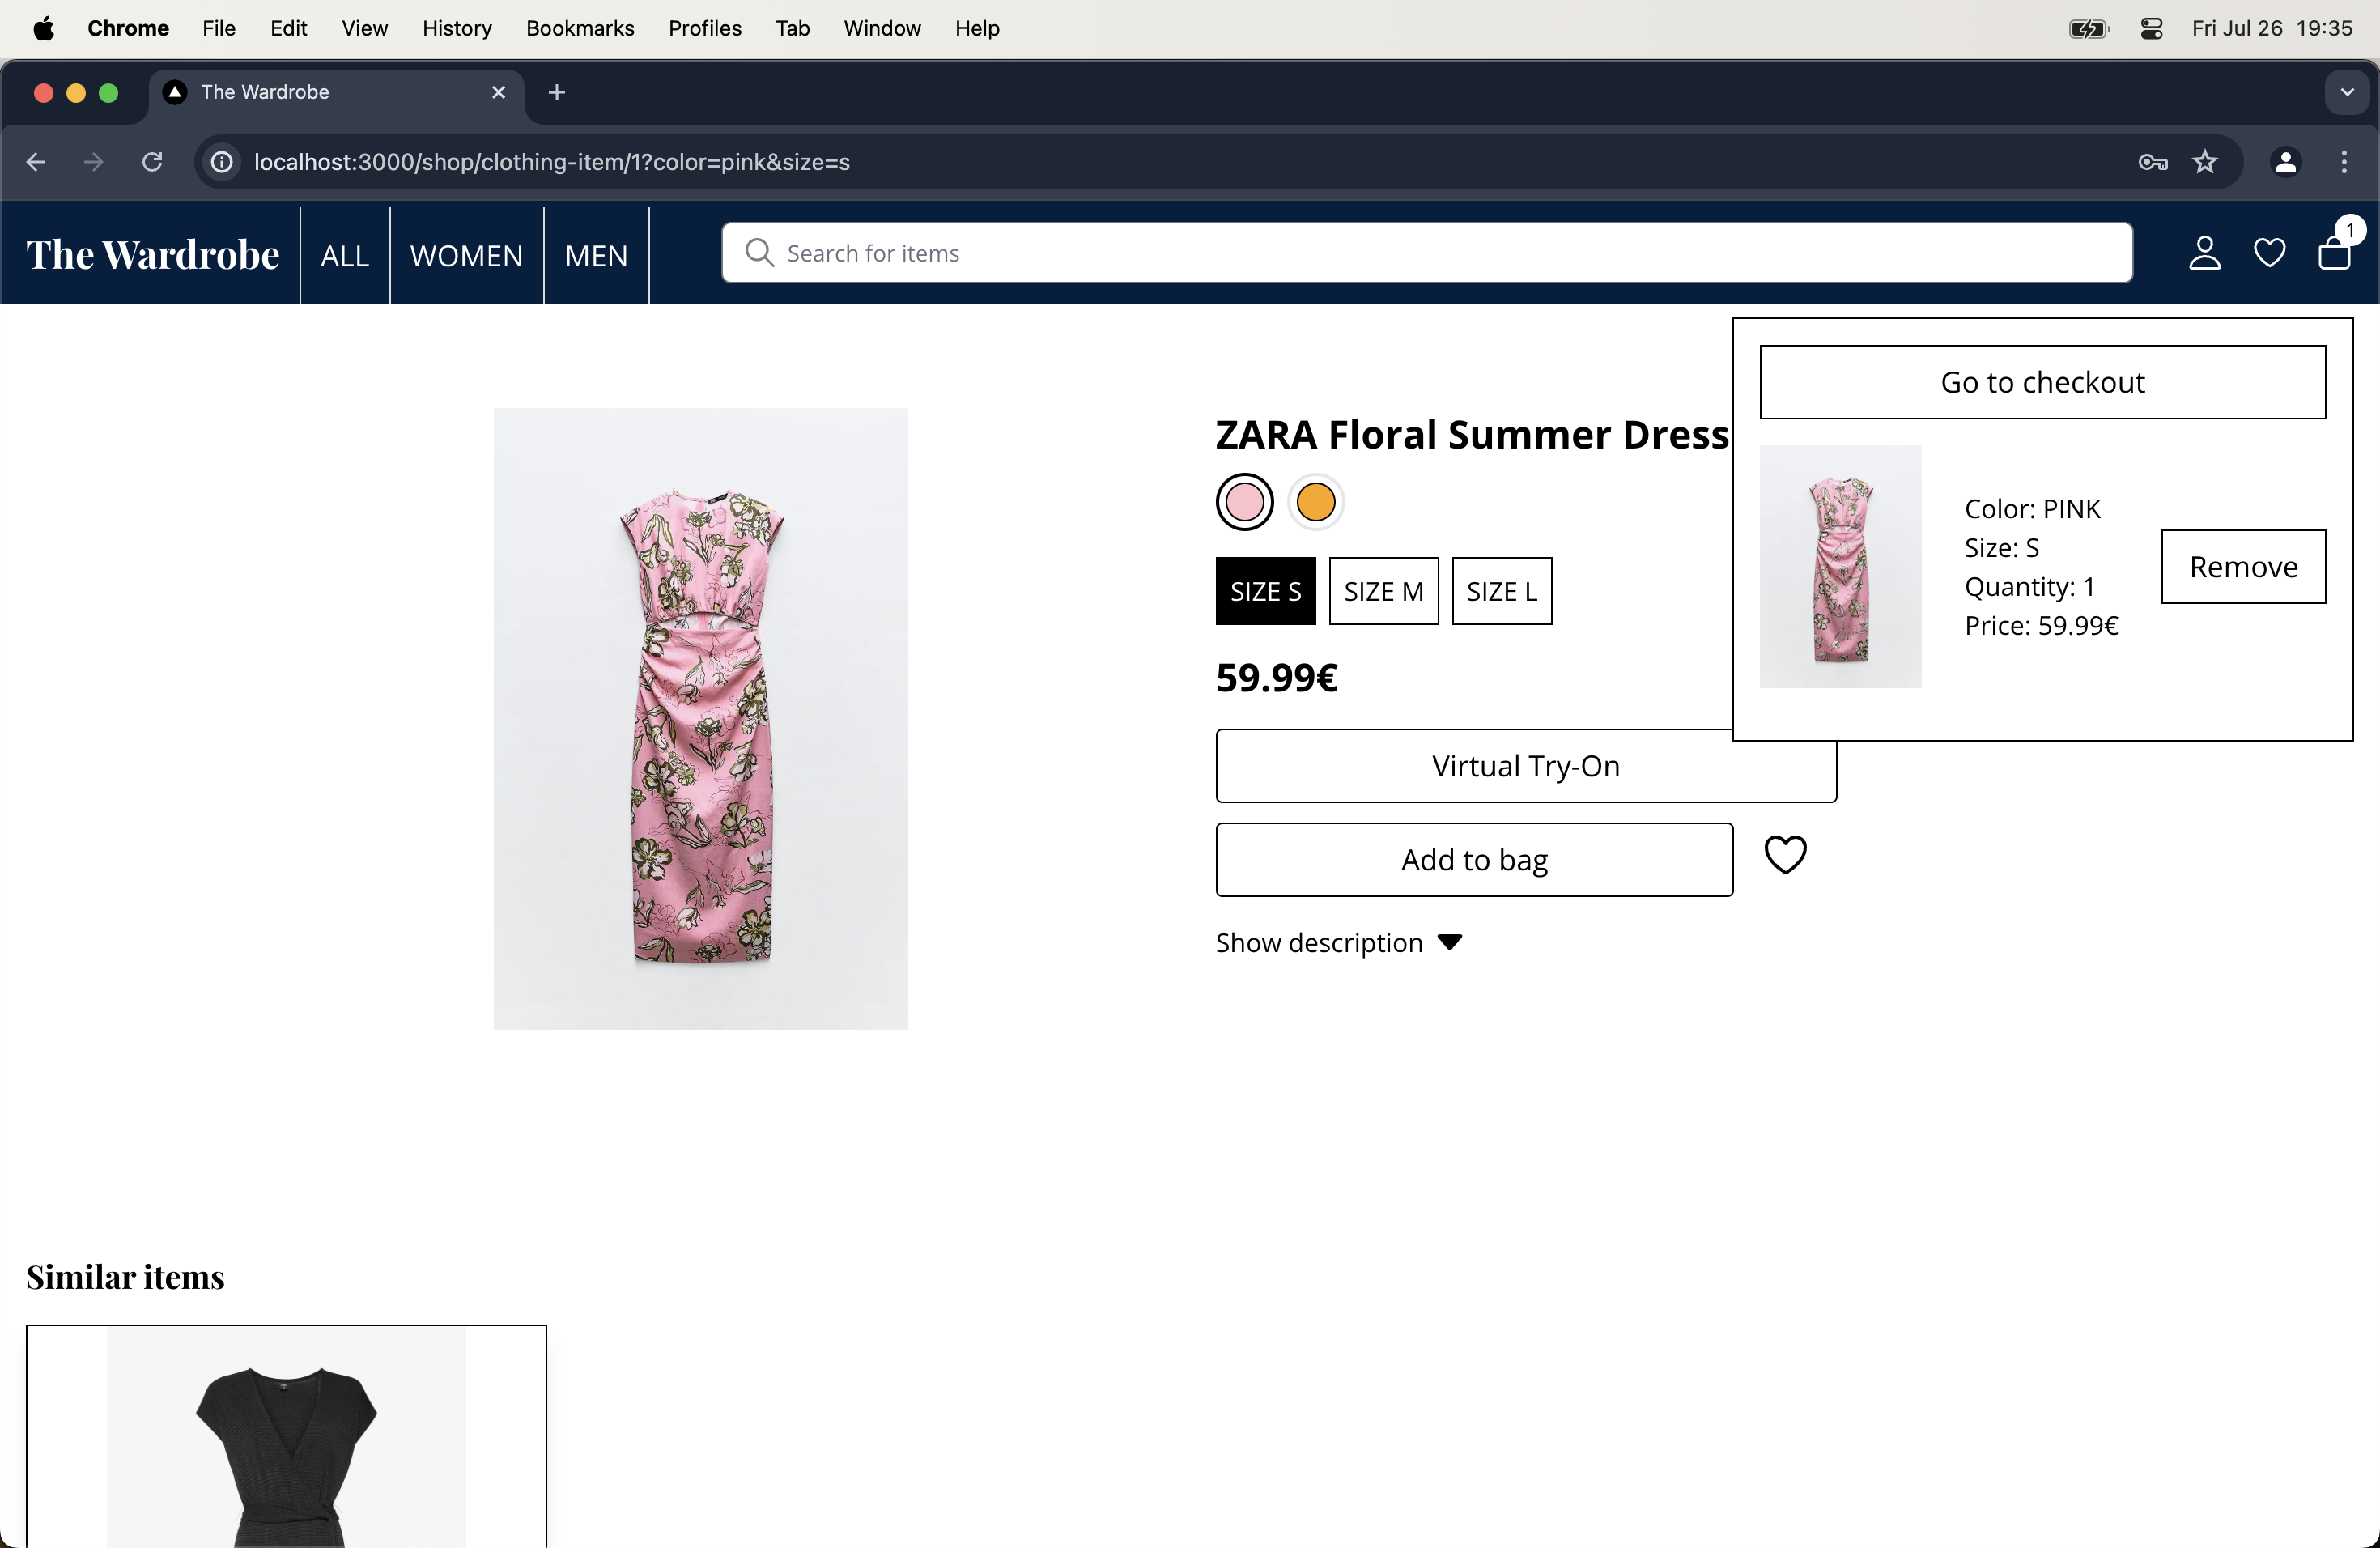 Chrome File Edit View History Bookmarks Profiles Tab Window Help Fri Jul 26 19:35
The Wardrobe
localhost:3000/shop/clothing-item/1?color=pink&size=s
The Wardrobe ALL WOMEN MEN Search for items 1
Go to checkout
Color: PINK
Size: S
Quantity: 1
Price: 59.99€
Remove
ZARA Floral Summer Dress
SIZE S SIZE M SIZE L
59.99€
Virtual Try-On
Add to bag
Show description
Similar items